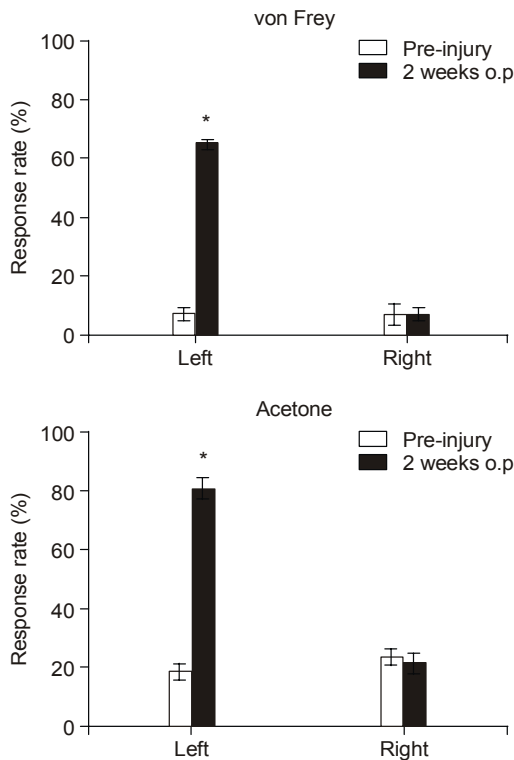 von Frey
Pre-injury
2 weeks o.p
Response rate (%)
100
80
60
40
20
0
*
Left
Right
Acetone
Pre-injury
2 weeks o.p
Response rate (%)
100
80
60
40
20
0
*
Left
Right